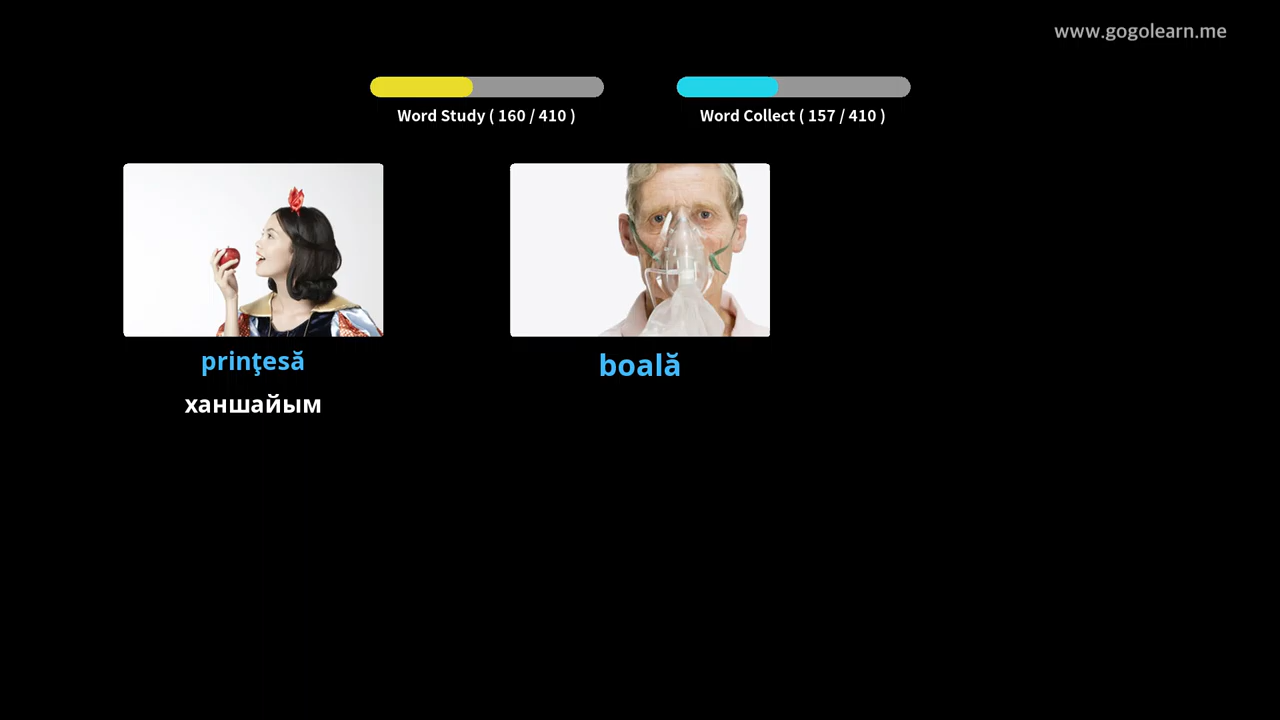 www.gogolearn.me
Word Study ( 160 / 410 )
Word Collect ( 157 / 410 )
prinţesă
boală
ханшайым